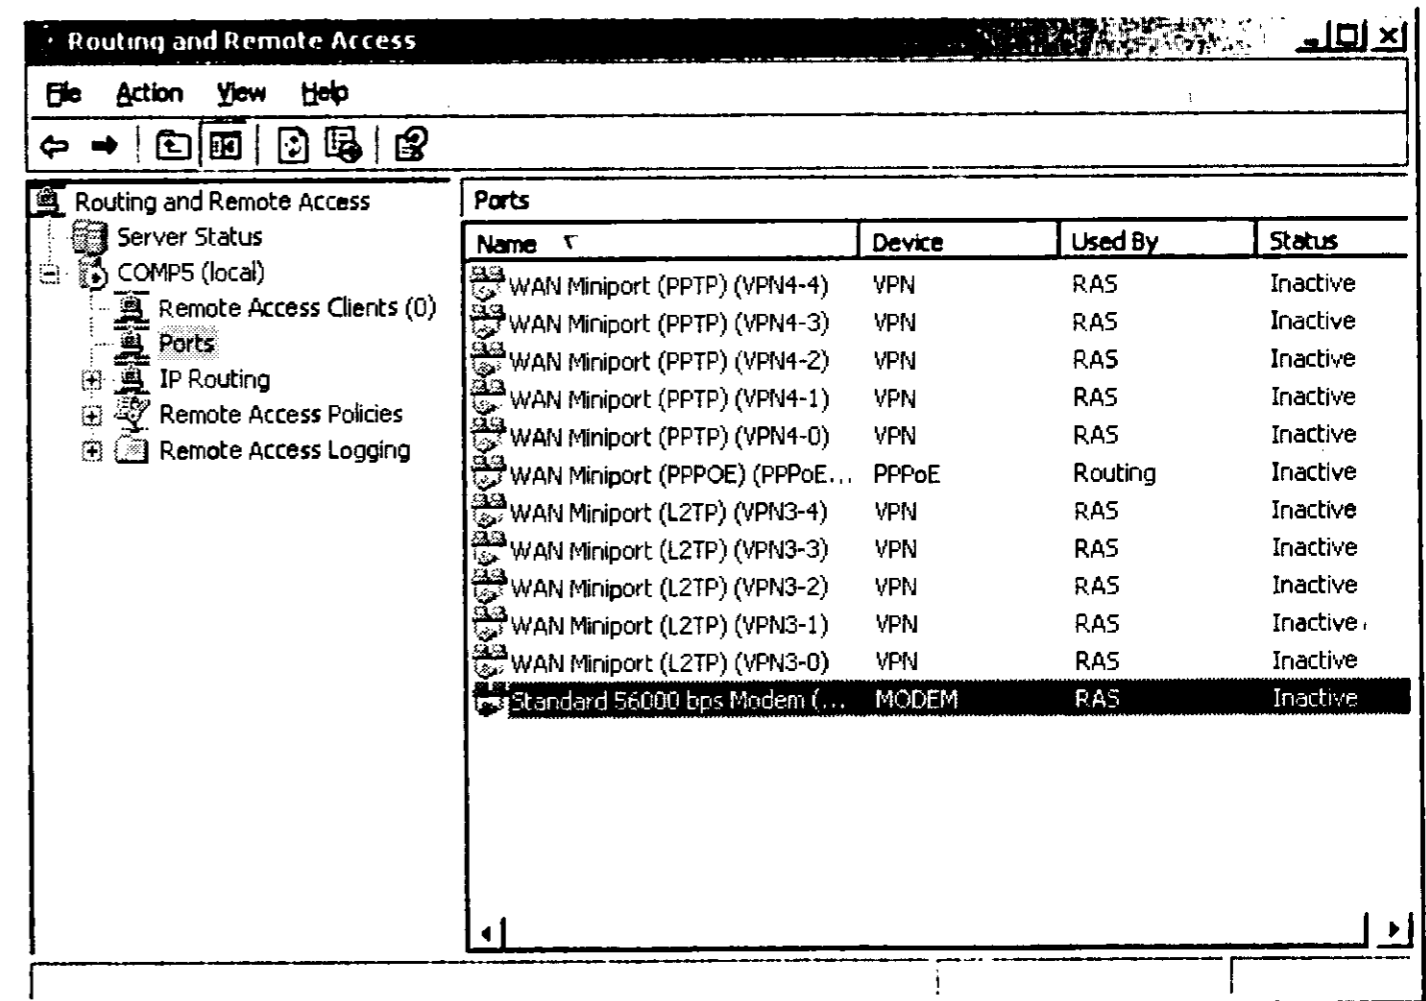 Routing and Remote Access
File Action View Help
Routing and Remote Access
Server Status
COMP5 (local)
Remote Access Clients (0)
Ports
IP Routing
Remote Access Policies
Remote Access Logging
Ports
Name Device Used By Status
WAN Miniport (PPTP) (VPN4-4) VPN RAS Inactive
WAN Miniport (PPTP) (VPN4-3) VPN RAS Inactive
WAN Miniport (PPTP) (VPN4-2) VPN RAS Inactive
WAN Miniport (PPTP) (VPN4-1) VPN RAS Inactive
WAN Miniport (PPTP) (VPN4-0) VPN RAS Inactive
WAN Miniport (PPPOE) (PPPoE... PPPoE Routing Inactive
WAN Miniport (L2TP) (VPN3-4) VPN RAS Inactive
WAN Miniport (L2TP) (VPN3-3) VPN RAS Inactive
WAN Miniport (L2TP) (VPN3-2) VPN RAS Inactive
WAN Miniport (L2TP) (VPN3-1) VPN RAS Inactive
WAN Miniport (L2TP) (VPN3-0) VPN RAS Inactive
Standard 56000 bps Modem (... MODEM RAS Inactive